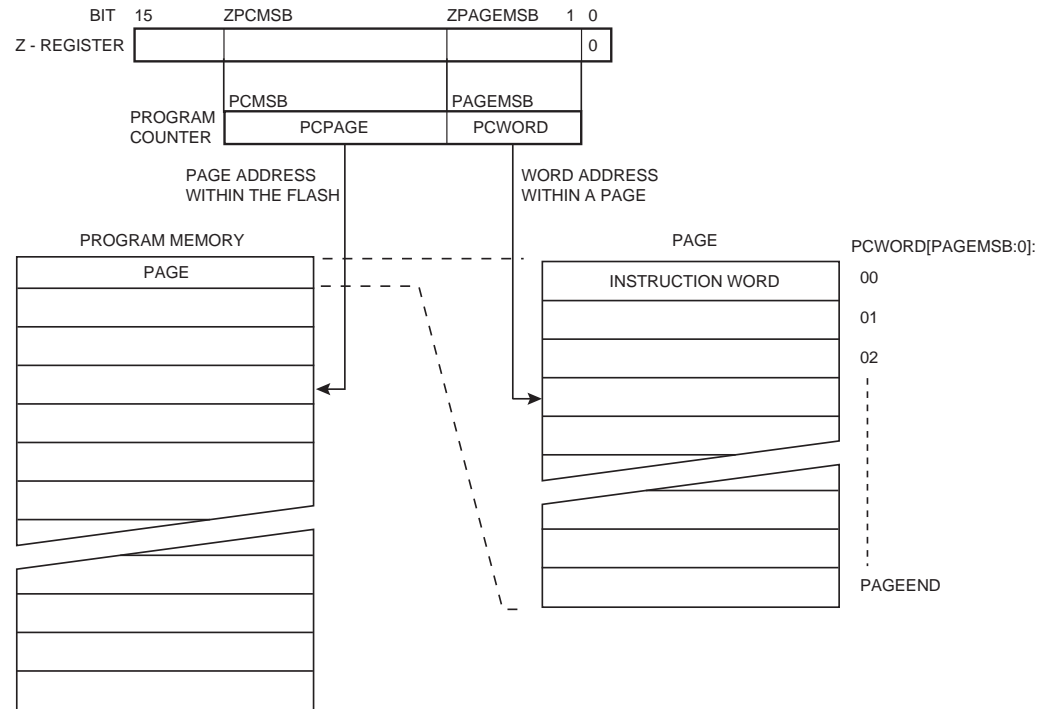 BIT 15 ZPCMSB ZPAGEMSB 1 0
Z - REGISTER 0
PCMSB PAGEMSB
PROGRAM
COUNTER
PCPAGE PCWORD
PAGE ADDRESS
WITHIN THE FLASH
WORD ADDRESS
WITHIN A PAGE
PROGRAM MEMORY PAGE PCWORD[PAGEMSB:0]:
PAGE INSTRUCTION WORD 00
01
02
PAGEEND